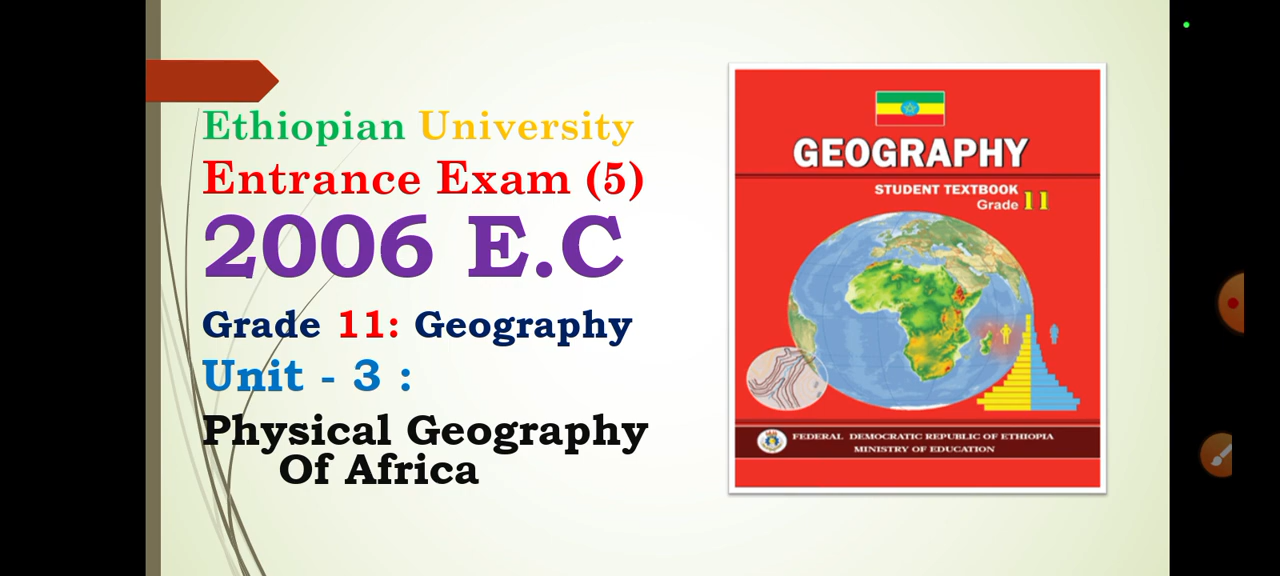 Ethiopian University
Entrance Exam (5)
2006 E.C
Grade 11: Geography
Unit - 3 :
Physical Geography
Of Africa
GEOGRAPHY
STUDENT TEXTBOOK
Grade 11
FEDERAL DEMOCRATIC REPUBLIC OF ETHIOPIA
MINISTRY OF EDUCATION